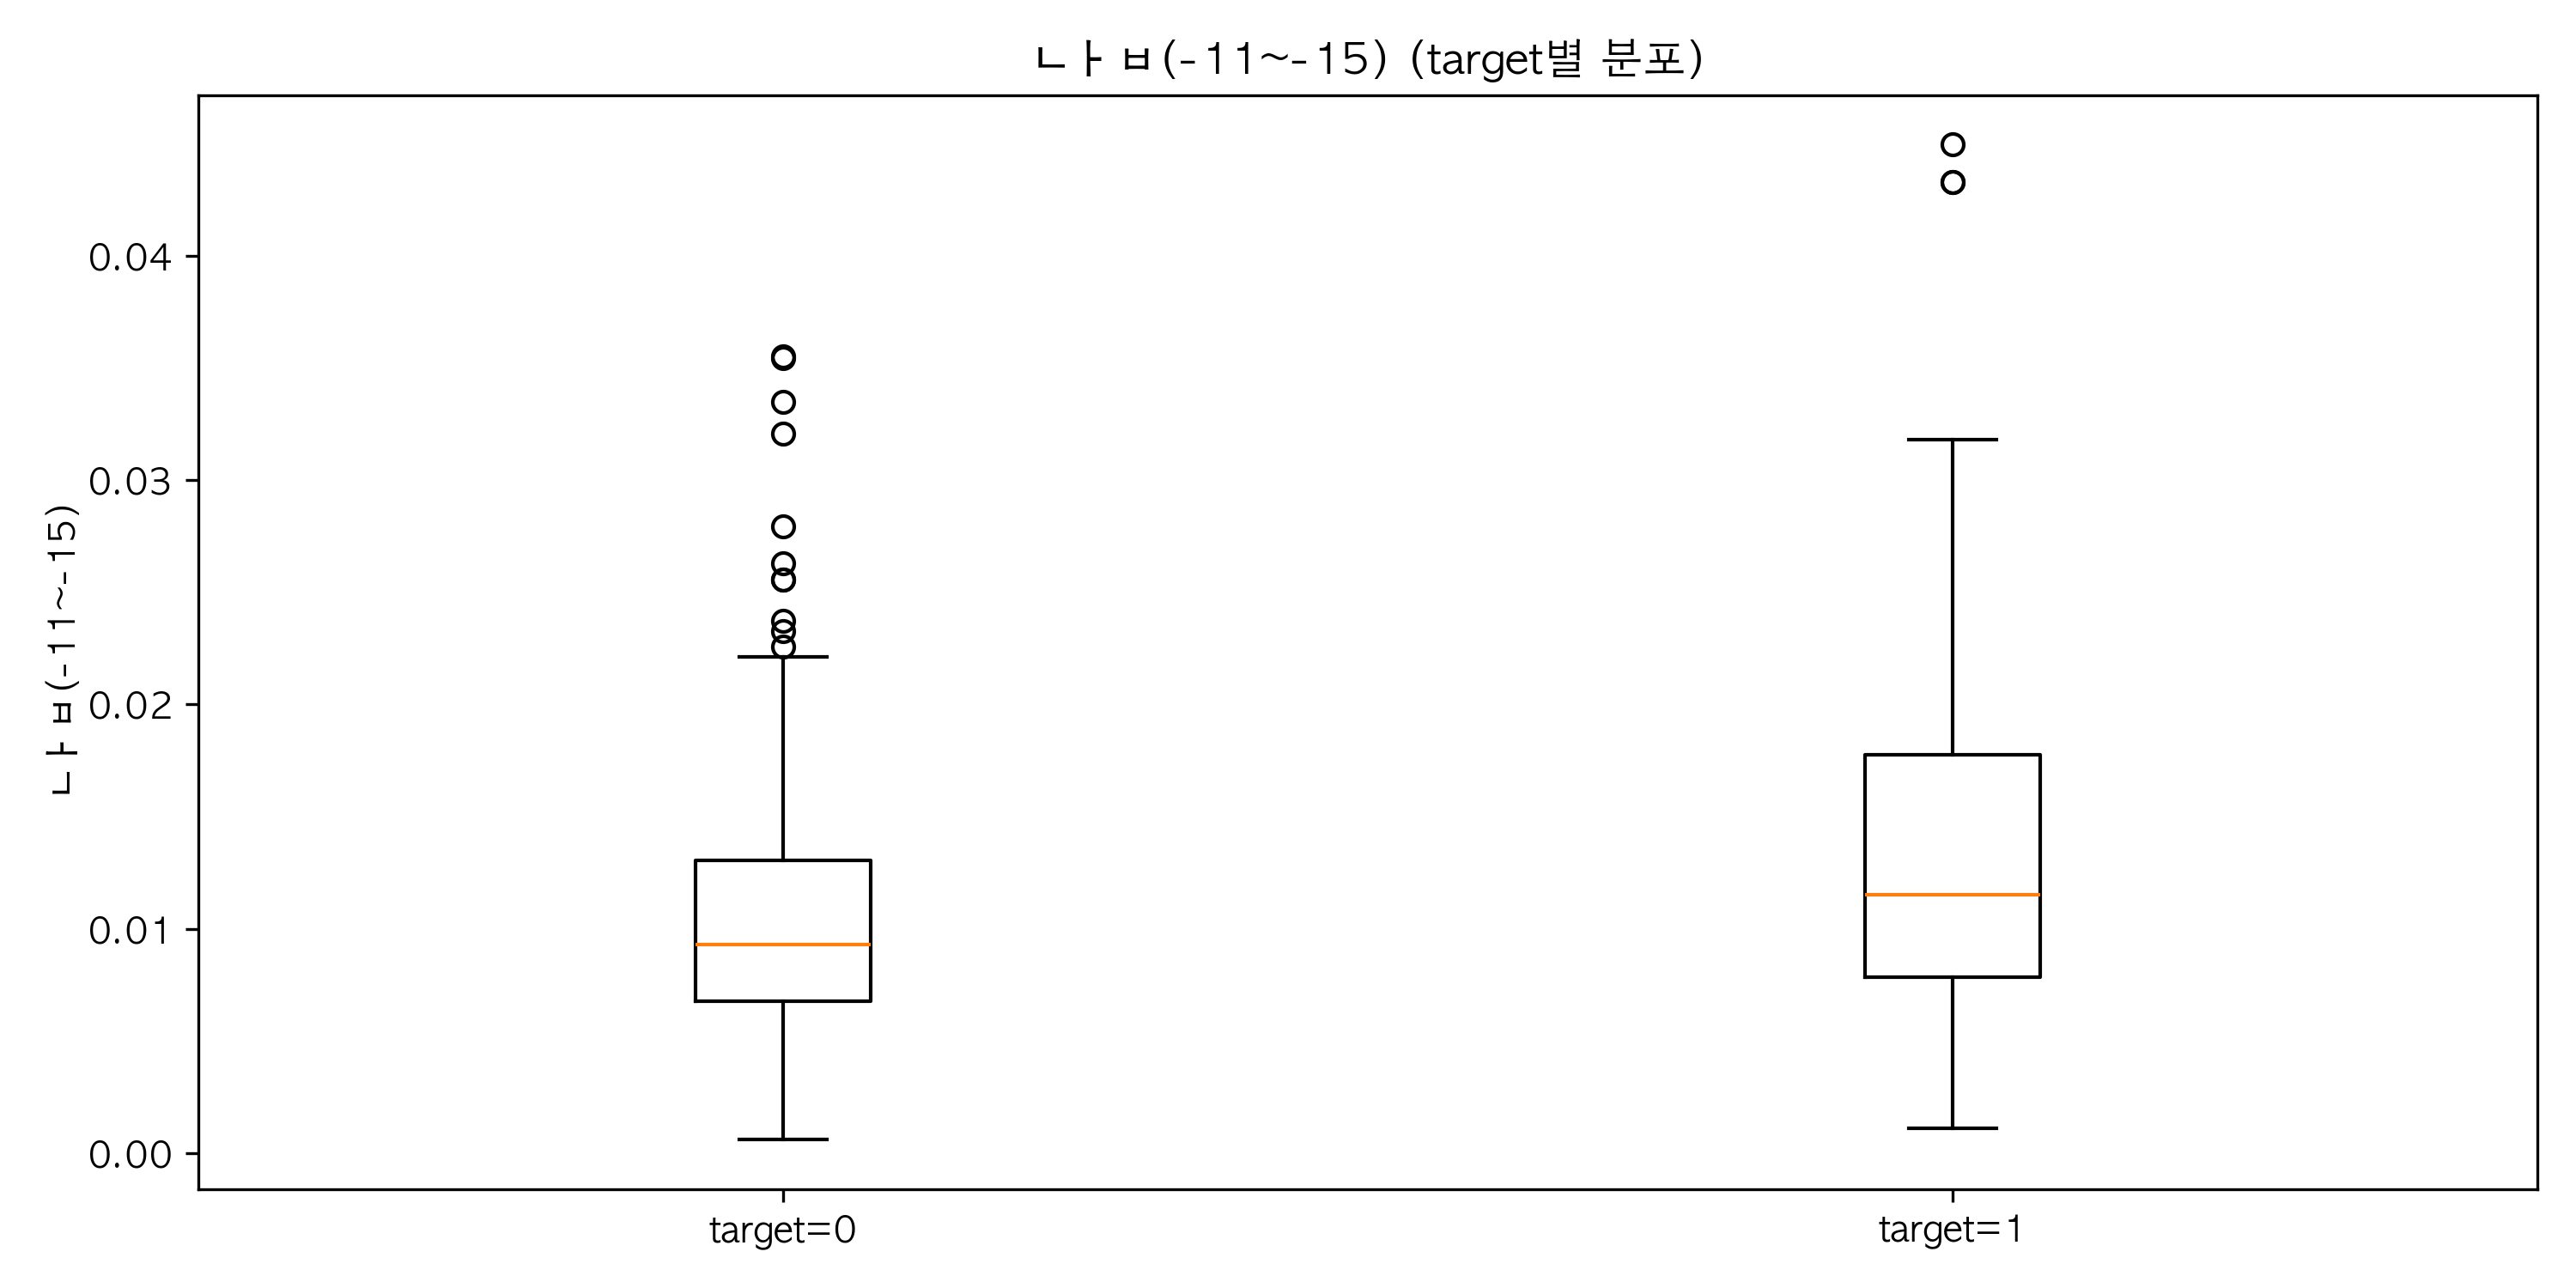 ㄴㅏㅂ(-11~-15) (target별 분포)
ㄴㅏㅂ(-11~-15)
0.04
0.03
0.02
0.01
0.00
target=0
target=1